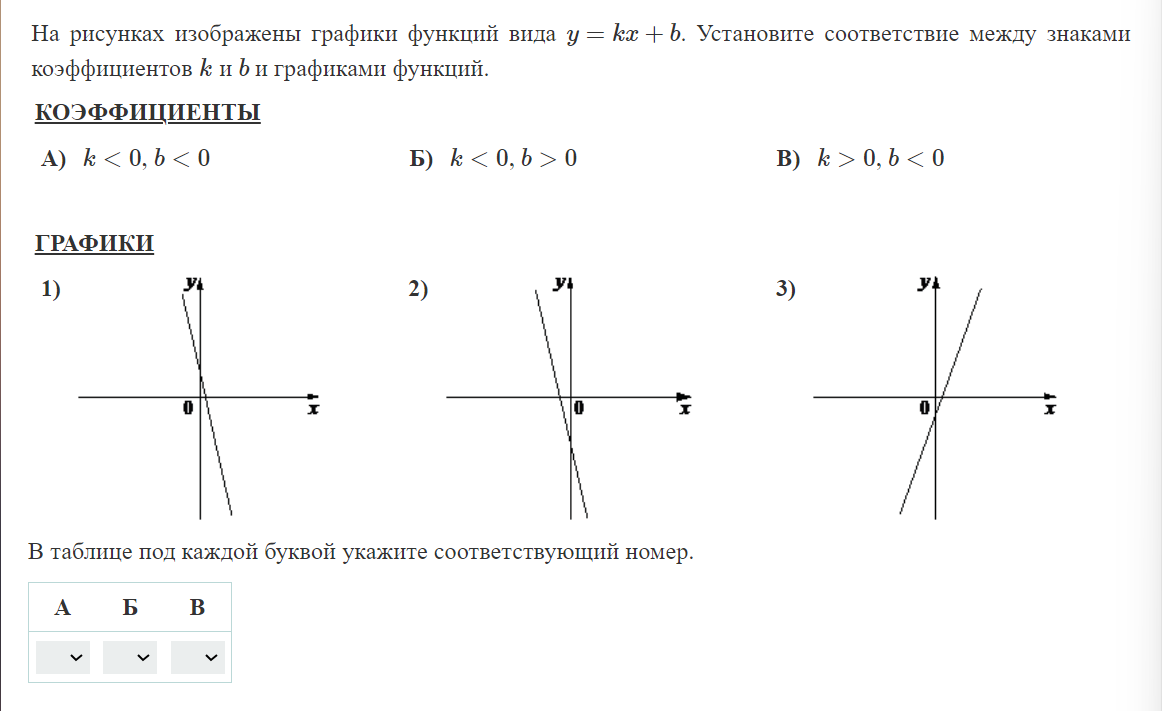 На рисунках изображены графики функций вида y = kx + b. Установите соответствие между знаками
коэффициентов k и b и графиками функций.
КОЭФФИЦИЕНТЫ
А) k < 0, b < 0 Б) k < 0, b > 0 В) k > 0, b < 0
ГРАФИКИ
1) 2) 3)
y y y
0 0 0
x x x
В таблице под каждой буквой укажите соответствующий номер.
А Б В